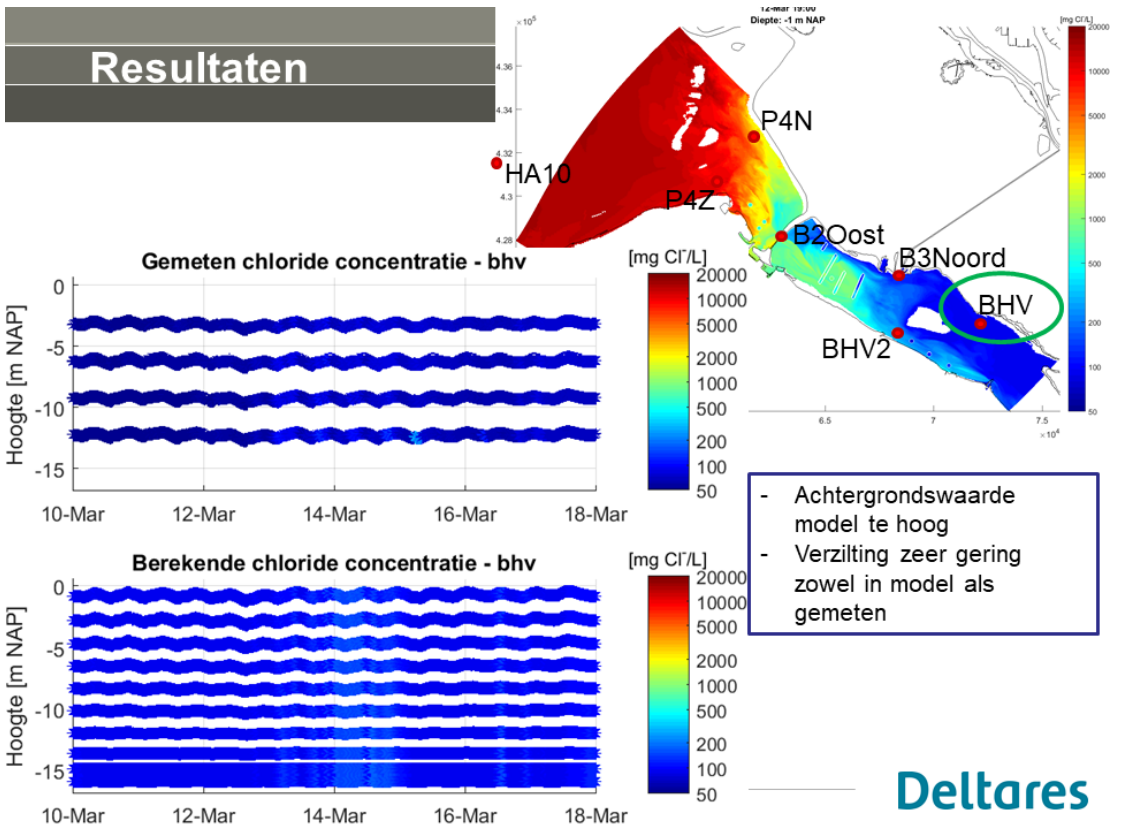 Resultaten
×10⁵
12-Mar 19:00
Diepte: -1 m NAP
[mg Cl⁻/L]
4.36
4.34
4.32
4.3
4.28
HA10
P4N
P4Z
B2Oost
B3Noord
BHV
BHV2
6.5
7
7.5
×10⁴
20000
10000
5000
2000
1000
500
200
100
50
Gemeten chloride concentratie - bhv
[mg Cl⁻/L]
Hoogte [m NAP]
0
-5
-10
-15
10-Mar
12-Mar
14-Mar
16-Mar
18-Mar
20000
10000
5000
2000
1000
500
200
100
50
- Achtergrondswaarde
model te hoog
- Verzilting zeer gering
zowel in model als
gemeten
Berekende chloride concentratie - bhv
[mg Cl⁻/L]
Hoogte [m NAP]
0
-5
-10
-15
10-Mar
12-Mar
14-Mar
16-Mar
18-Mar
20000
10000
5000
2000
1000
500
200
100
50
Deltares